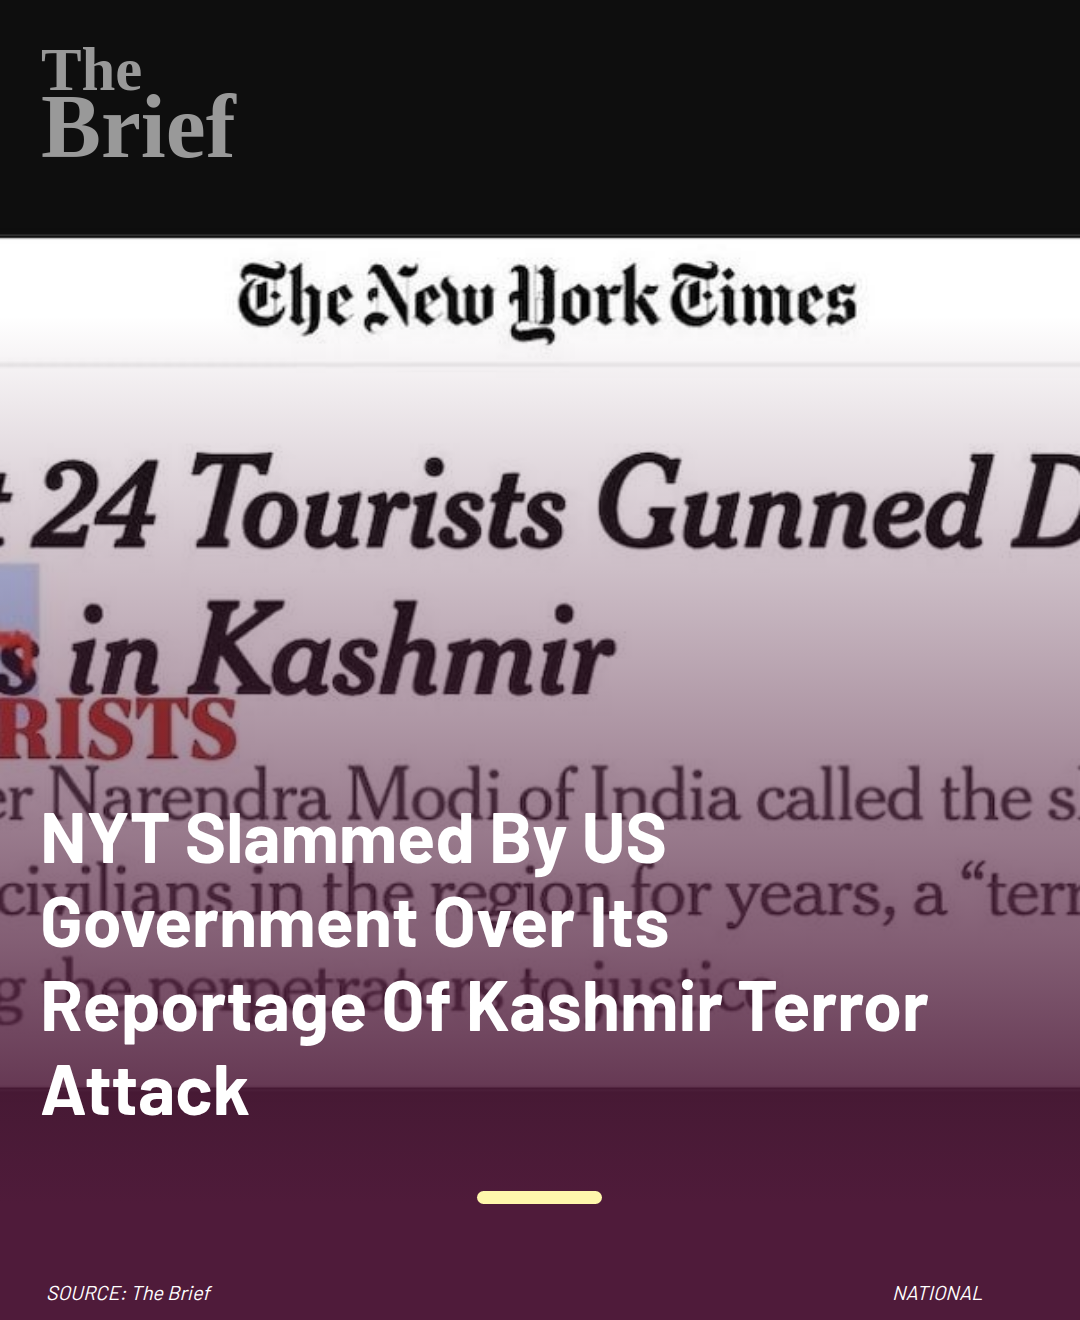 The
Brief
The New York Times
24 Tourists Gunned
in Kashmir
RISTS
Narendra Modi of India called the
NYT Slammed By US
civilians in the region for years, a “terr
Government Over Its
the perpetrators to justice
Reportage Of Kashmir Terror
Attack
SOURCE: The Brief
NATIONAL